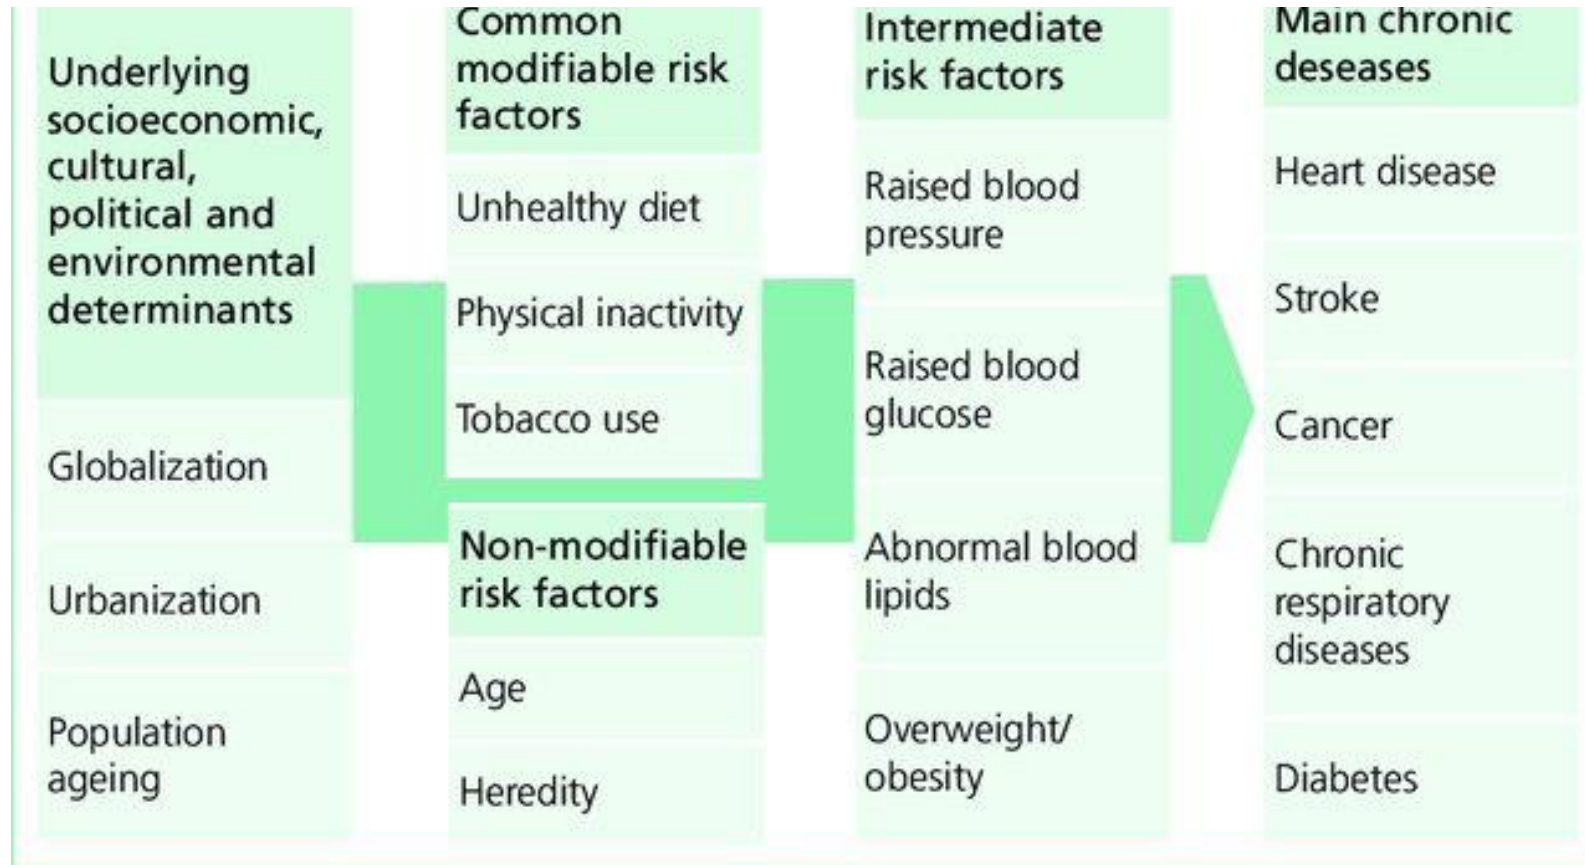 Underlying
socioeconomic,
cultural,
political and
environmental
determinants
Globalization
Urbanization
Population
ageing
Common
modifiable risk
factors
Unhealthy diet
Physical inactivity
Tobacco use
Non-modifiable
risk factors
Age
Heredity
Intermediate
risk factors
Raised blood
pressure
Raised blood
glucose
Abnormal blood
lipids
Overweight/
obesity
Main chronic
deseases
Heart disease
Stroke
Cancer
Chronic
respiratory
diseases
Diabetes